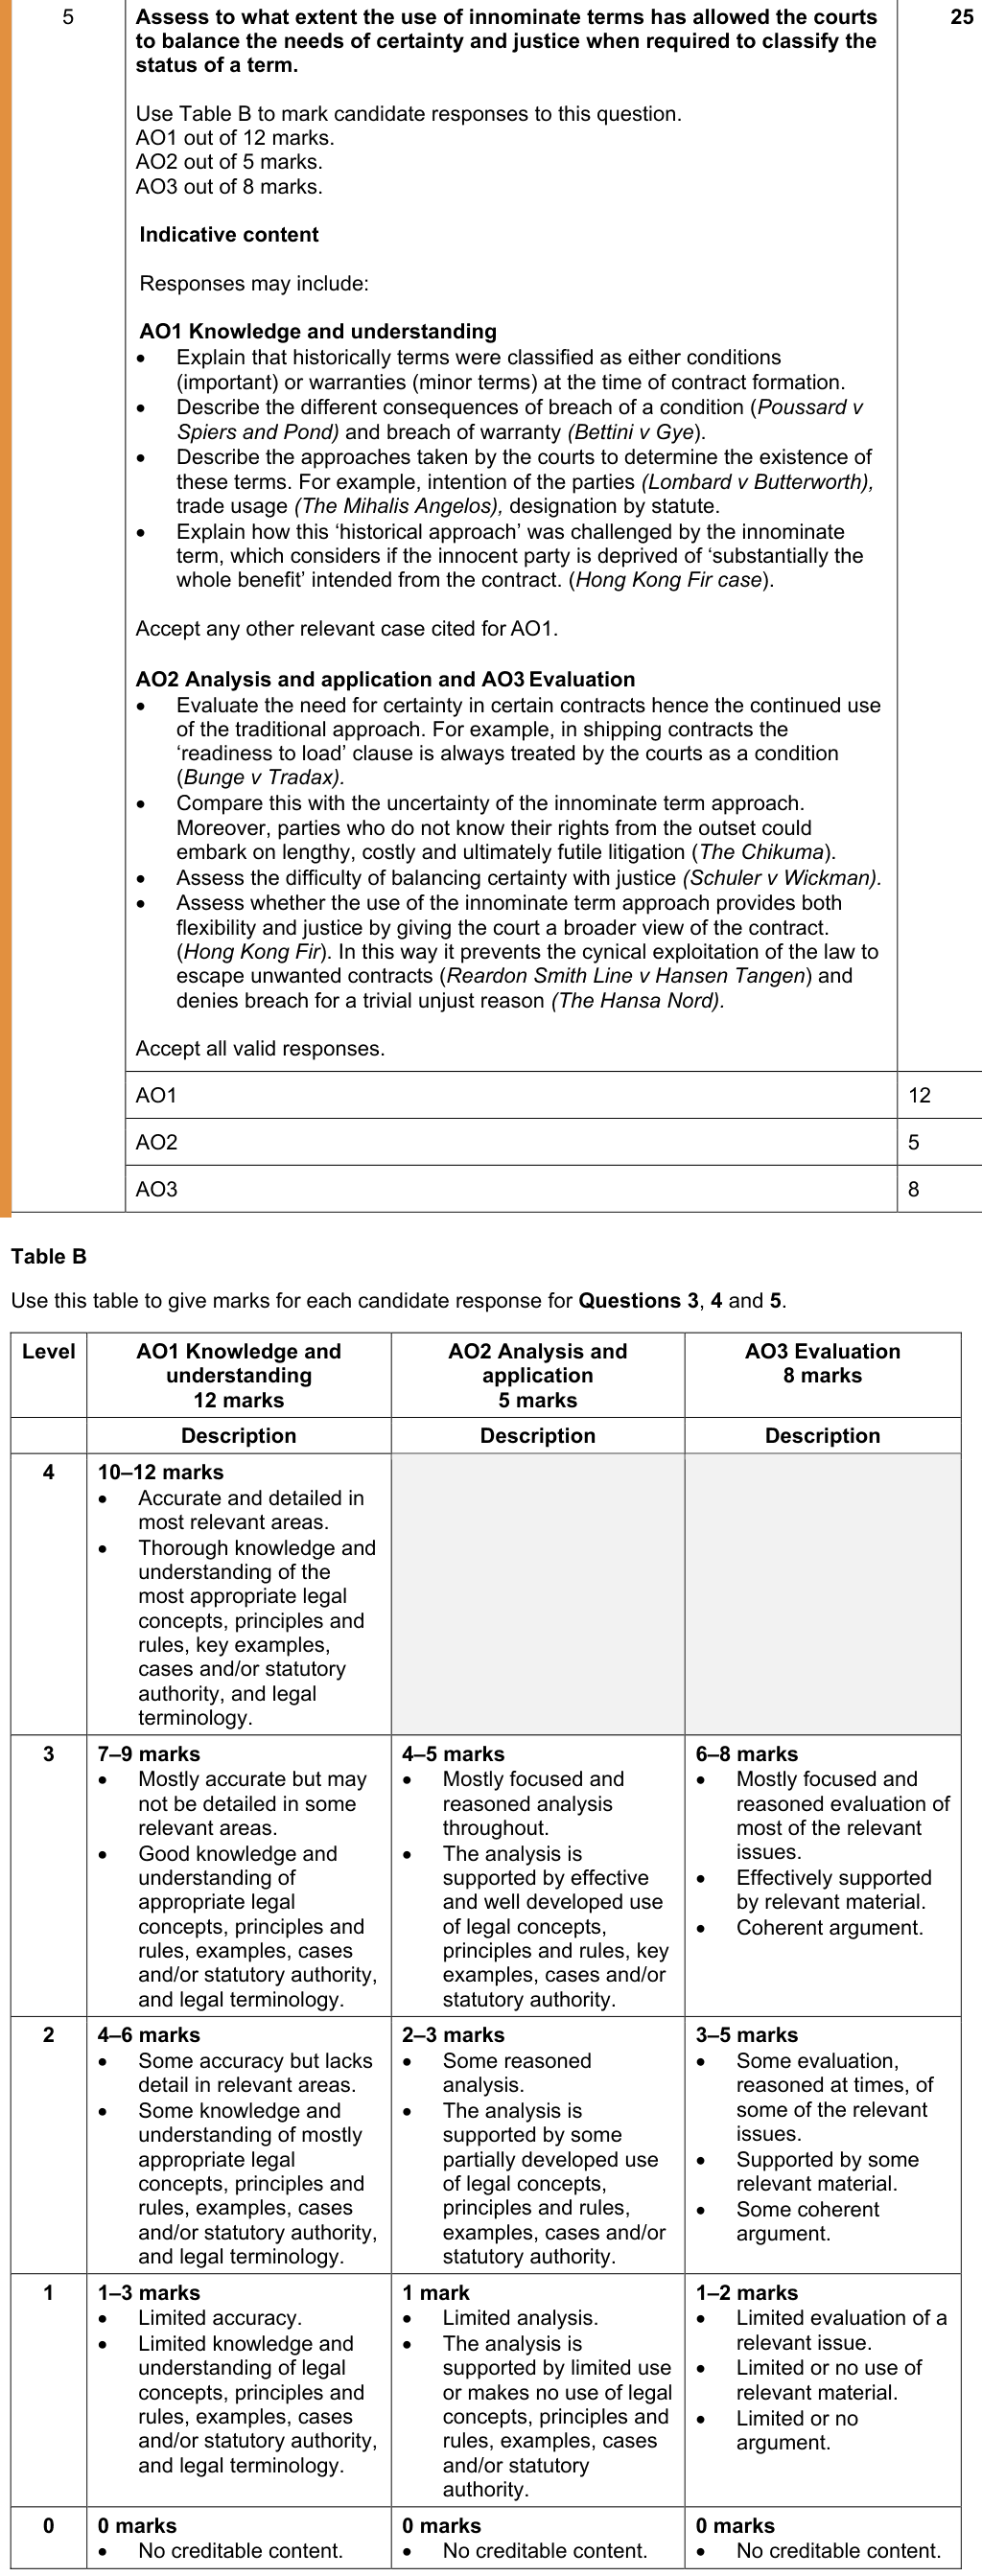 5 Assess to what extent the use of innominate terms has allowed the courts 25
to balance the needs of certainty and justice when required to classify the
status of a term.
Use Table B to mark candidate responses to this question.
AO1 out of 12 marks.
AO2 out of 5 marks.
AO3 out of 8 marks.
Indicative content
Responses may include:
AO1 Knowledge and understanding
• Explain that historically terms were classified as either conditions
(important) or warranties (minor terms) at the time of contract formation.
• Describe the different consequences of breach of a condition (Poussard v
Spiers and Pond) and breach of warranty (Bettini v Gye).
• Describe the approaches taken by the courts to determine the existence of
these terms. For example, intention of the parties (Lombard v Butterworth),
trade usage (The Mihalis Angelos), designation by statute.
• Explain how this ‘historical approach’ was challenged by the innominate
term, which considers if the innocent party is deprived of ‘substantially the
whole benefit’ intended from the contract. (Hong Kong Fir case).
Accept any other relevant case cited for AO1.
AO2 Analysis and application and AO3 Evaluation
• Evaluate the need for certainty in certain contracts hence the continued use
of the traditional approach. For example, in shipping contracts the
‘readiness to load’ clause is always treated by the courts as a condition
(Bunge v Tradax).
• Compare this with the uncertainty of the innominate term approach.
Moreover, parties who do not know their rights from the outset could
embark on lengthy, costly and ultimately futile litigation (The Chikuma).
• Assess the difficulty of balancing certainty with justice (Schuler v Wickman).
• Assess whether the use of the innominate term approach provides both
flexibility and justice by giving the court a broader view of the contract.
(Hong Kong Fir). In this way it prevents the cynical exploitation of the law to
escape unwanted contracts (Reardon Smith Line v Hansen Tangen) and
denies breach for a trivial unjust reason (The Hansa Nord).
Accept all valid responses.
AO1 12
AO2 5
AO3 8
Table B
Use this table to give marks for each candidate response for Questions 3, 4 and 5.
Level
AO1 Knowledge and
understanding
12 marks
AO2 Analysis and
application
5 marks
AO3 Evaluation
8 marks
Description
Description
Description
4
10–12 marks
• Accurate and detailed in
most relevant areas.
• Thorough knowledge and
understanding of the
most appropriate legal
concepts, principles and
rules, key examples,
cases and/or statutory
authority, and legal
terminology.
3
7–9 marks
• Mostly accurate but may
not be detailed in some
relevant areas.
• Good knowledge and
understanding of
appropriate legal
concepts, principles and
rules, examples, cases
and/or statutory authority,
and legal terminology.
4–5 marks
• Mostly focused and
reasoned analysis
throughout.
• The analysis is
supported by effective
and well developed use
of legal concepts,
principles and rules, key
examples, cases and/or
statutory authority.
6–8 marks
• Mostly focused and
reasoned evaluation of
most of the relevant
issues.
• Effectively supported
by relevant material.
• Coherent argument.
2
4–6 marks
• Some accuracy but lacks
detail in relevant areas.
• Some knowledge and
understanding of mostly
appropriate legal
concepts, principles and
rules, examples, cases
and/or statutory authority,
and legal terminology.
2–3 marks
• Some reasoned
analysis.
• The analysis is
supported by some
partially developed use
of legal concepts,
principles and rules,
examples, cases and/or
statutory authority.
3–5 marks
• Some evaluation,
reasoned at times, of
some of the relevant
issues.
• Supported by some
relevant material.
• Some coherent
argument.
1
1–3 marks
• Limited accuracy.
• Limited knowledge and
understanding of legal
concepts, principles and
rules, examples, cases
and/or statutory authority,
and legal terminology.
1 mark
• Limited analysis.
• The analysis is
supported by limited use
or makes no use of legal
concepts, principles and
rules, examples, cases
and/or statutory
authority.
1–2 marks
• Limited evaluation of a
relevant issue.
• Limited or no use of
relevant material.
• Limited or no
argument.
0
0 marks
• No creditable content.
0 marks
• No creditable content.
0 marks
• No creditable content.